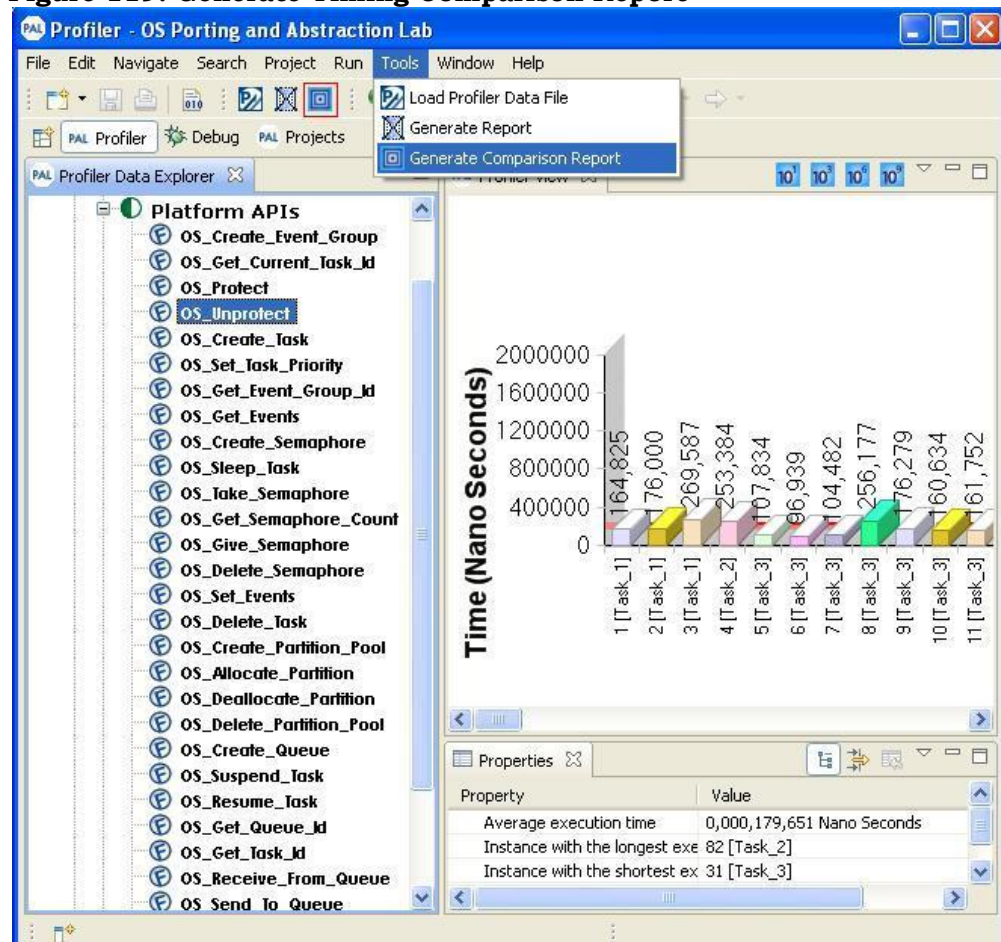 Figure 119: Generate Timing Comparison Report
PAL Profiler - OS Porting and Abstraction Lab
File Edit Navigate Search Project Run Tools Window Help
Load Profiler Data File
Generate Report
Generate Comparison Report
PAL Profiler Debug PAL Projects
PAL Profiler Data Explorer
Profiler View
10¹ 10³ 10⁶ 10⁹
Platform APIs
OS_Create_Event_Group
OS_Get_Current_Task_Id
OS_Protect
OS_Unprotect
OS_Create_Task
OS_Set_Task_Priority
OS_Get_Event_Group_Id
OS_Get_Events
OS_Create_Semaphore
OS_Sleep_Task
OS_Take_Semaphore
OS_Get_Semaphore_Count
OS_Give_Semaphore
OS_Delete_Semaphore
OS_Set_Events
OS_Delete_Task
OS_Create_Partition_Pool
OS_Allocate_Partition
OS_Deallocate_Partition
OS_Delete_Partition_Pool
OS_Create_Queue
OS_Suspend_Task
OS_Resume_Task
OS_Get_Queue_Id
OS_Get_Task_Id
OS_Receive_From_Queue
OS_Send_To_Queue
Time (Nano Seconds)
2000000
1600000
1200000
800000
400000
0
164,825
176,000
269,587
253,384
107,834
96,939
104,482
256,177
176,279
160,634
161,752
1 [Task_1]
2 [Task_1]
3 [Task_1]
4 [Task_2]
5 [Task_3]
6 [Task_3]
7 [Task_3]
8 [Task_3]
9 [Task_3]
10 [Task_3]
11 [Task_3]
Properties
Property Value
Average execution time 0,000,179,651 Nano Seconds
Instance with the longest exe 82 [Task_2]
Instance with the shortest ex 31 [Task_3]